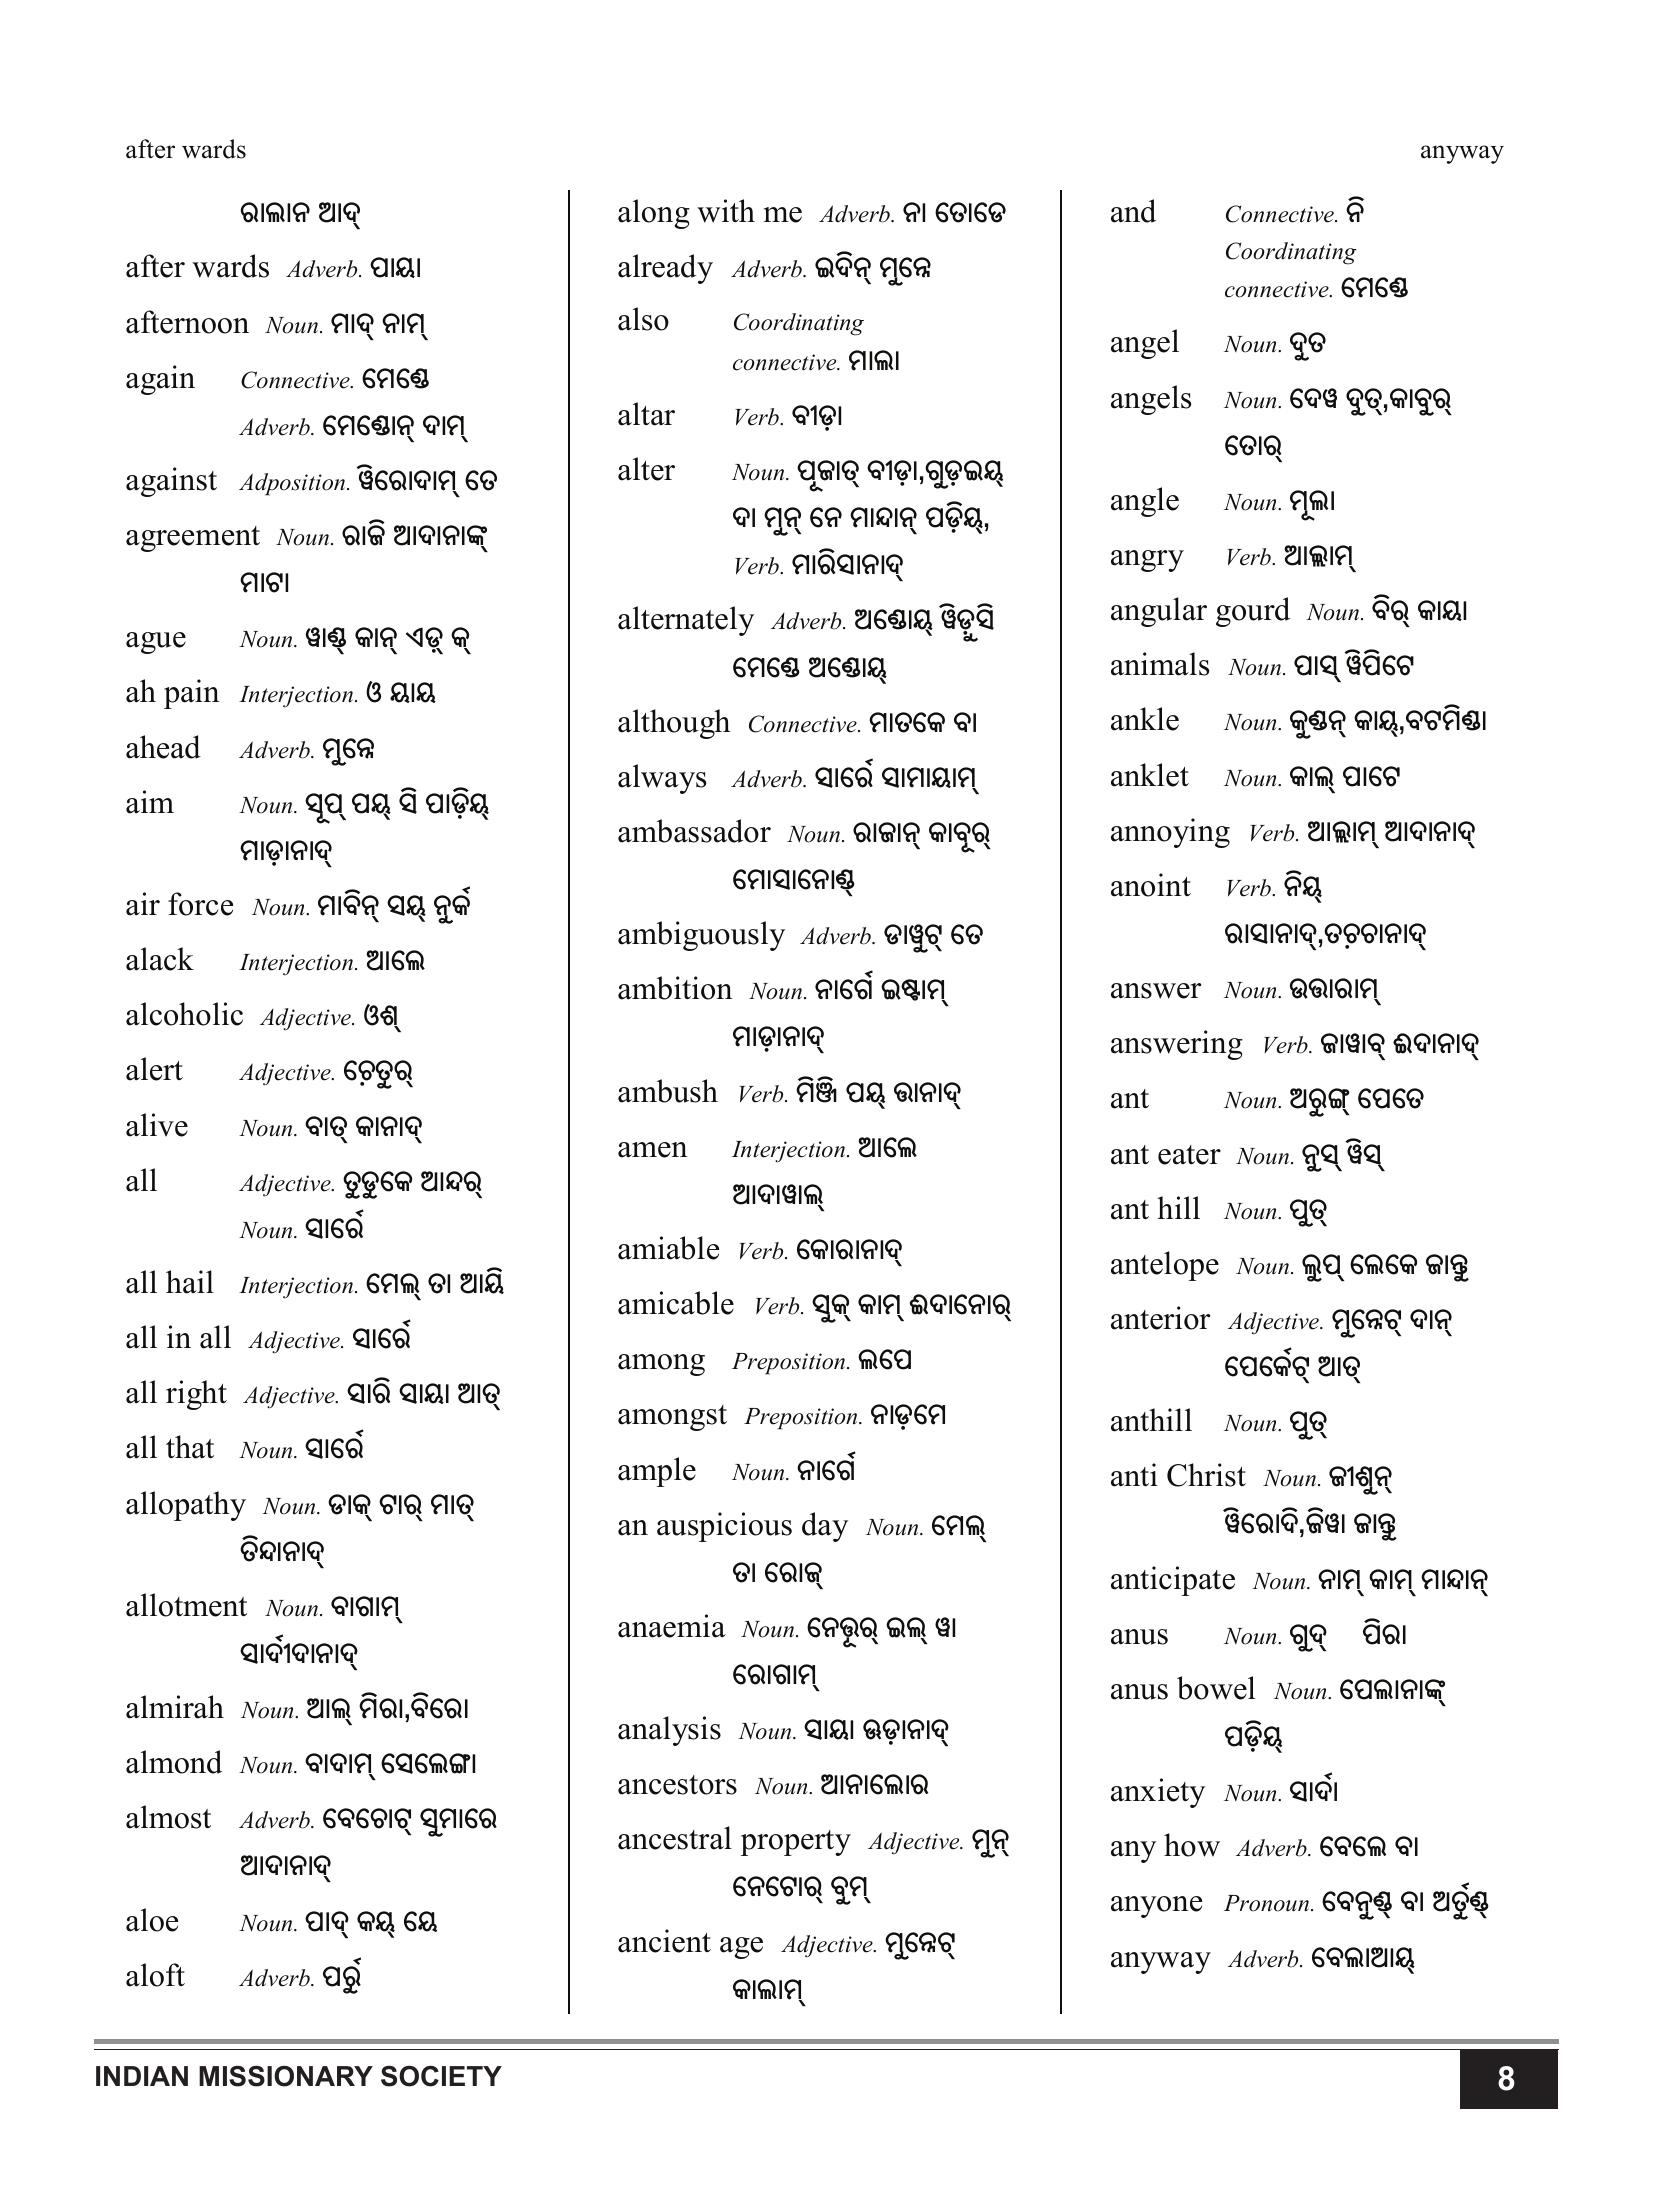 after wards
anyway
ରାଲାନ ଆଦ୍
after wards Adverb. ପାୟା
afternoon Noun. ମାଦ୍ ନାମ୍
again Connective. ମେଣ୍ଡେ
Adverb. ମେଣ୍ଡୋନ୍ ଦାମ୍
against Adposition. ୱିରୋଦାମ୍ ତେ
agreement Noun. ରାଜି ଆଦାନାଙ୍କ୍
ମାଟା
ague Noun. ୱାଣ୍ଡ୍ କାନ୍ ଏଡ଼୍ କ୍
ah pain Interjection. ଓ ୟାୟ
ahead Adverb. ମୁନ୍ନେ
aim Noun. ସୂପ୍ ପୟ୍ ସି ପାଡ଼ିୟ୍
ମାଡ଼ାନାଦ୍
air force Noun. ମାବିନ୍ ସୟ୍ ନୁର୍କ
alack Interjection. ଆଲେ
alcoholic Adjective. ଓଶ୍
alert Adjective. ଚ଼େତୁର୍
alive Noun. ବାତ୍ କାନାଦ୍
all Adjective. ତୁଡୁକେ ଆନ୍ଦର୍
Noun. ସାର୍ରେ
all hail Interjection. ମେଲ୍ ତା ଆୟି
all in all Adjective. ସାର୍ରେ
all right Adjective. ସାରି ସାୟା ଆତ୍
all that Noun. ସାର୍ରେ
allopathy Noun. ଡାକ୍ ଟାର୍ ମାତ୍
ତିନ୍ଦାନାଦ୍
allotment Noun. ବାଗାମ୍
ସାର୍ଦୀଦାନାଦ୍
almirah Noun. ଆଲ୍ ମିରା,ବିରୋ
almond Noun. ବାଦାମ୍ ସେଲେଙ୍ଗା
almost Adverb. ବେଚୋଟ୍ ସୁମାରେ
ଆଦାନାଦ୍
aloe Noun. ପାଦ୍ କୟ୍ ୟେ
aloft Adverb. ପର୍ରୁ
along with me Adverb. ନା ତୋଡେ
already Adverb. ଇଦିନ୍ ମୁନ୍ନେ
also Coordinating
connective. ମାଲା
altar Verb. ବୀଡ଼ା
alter Noun. ପୂଜାତ୍ ବୀଡ଼ା,ଗୁଡ଼ଇୟ୍
ଦା ମୁନ୍ ନେ ମାନ୍ଦାନ୍ ପଡ଼ିୟ୍,
Verb. ମାରିସାନାଦ୍
alternately Adverb. ଅଣ୍ଡୋୟ୍ ୱିଡ଼ୁସି
ମେଣ୍ଡେ ଅଣ୍ଡୋୟ୍
although Connective. ମାତକେ ବା
always Adverb. ସାର୍ରେ ସାମାୟାମ୍
ambassador Noun. ରାଜାନ୍ କାବୂର୍
ମୋସାନୋଣ୍ଡ୍
ambiguously Adverb. ଡାୱୁଟ୍ ତେ
ambition Noun. ନାର୍ଗେ ଇଷ୍ଟାମ୍
ମାଡ଼ାନାଦ୍
ambush Verb. ମିଞ୍ଜି ପୟ୍ ଉାନାଦ୍
amen Interjection. ଆଲେ
ଆଦାୱାଲ୍
amiable Verb. କୋରାନାଦ୍
amicable Verb. ସୁକ୍ କାମ୍ ଈଦାନୋର୍
among Preposition. ଲପେ
amongst Preposition. ନାଡ଼ମେ
ample Noun. ନାର୍ଗେ
an auspicious day Noun. ମେଲ୍
ତା ରୋଜ୍
anaemia Noun. ନେତ୍ତୂର୍ ଇଲ୍ ୱା
ରୋଗାମ୍
analysis Noun. ସାୟା ଊଡ଼ାନାଦ୍
ancestors Noun. ଆନାଲୋର
ancestral property Adjective. ମୁନ୍
ନେଟୋର୍ ବୁମ୍
ancient age Adjective. ମୁନ୍ନେଟ୍
କାଲାମ୍
and Connective. ନି
Coordinating
connective. ମେଣ୍ଡେ
angel Noun. ଦୁତ
angels Noun. ଦେୱ ଦୁତ୍,କାବୁର୍
ତୋର୍
angle Noun. ମୂଲା
angry Verb. ଆଲ୍ଲାମ୍
angular gourd Noun. ବିର୍ କାୟା
animals Noun. ପାସ୍ ୱିପିଟେ
ankle Noun. କୁଣ୍ଡନ୍ କାୟ୍,ବଟମିଣ୍ଡା
anklet Noun. କାଲ୍ ପାଟେ
annoying Verb. ଆଲ୍ଲାମ୍ ଆଦାନାଦ୍
anoint Verb. ନିୟ୍
ରାସାନାଦ୍,ତଚ଼ଚାନାଦ୍
answer Noun. ଉତ୍ତାରାମ୍
answering Verb. ଜାୱାବ୍ ଈଦାନାଦ୍
ant Noun. ଅରୁଙ୍ଗ୍ ପେତେ
ant eater Noun. ନୁସ୍ ୱିସ୍
ant hill Noun. ପୁତ୍
antelope Noun. ଲୁପ୍ ଲେକେ ଜାନ୍ତୁ
anterior Adjective. ମୁନ୍ନେଟ୍ ଦାନ୍
ପେର୍କେଟ୍ ଆତ୍
anthill Noun. ପୁତ୍
anti Christ Noun. ଜୀଶୁନ୍
ୱିରୋଦି,ଜିୱା ଜାନ୍ତୁ
anticipate Noun. ନାମ୍ କାମ୍ ମାନ୍ଦାନ୍
anus Noun. ଗୁଦ୍ ପିରା
anus bowel Noun. ପେଲାନାଙ୍କ୍
ପଡ଼ିୟ୍
anxiety Noun. ସାର୍ଦା
any how Adverb. ବେଲେ ବା
anyone Pronoun. ବେନୁଣ୍ଡ୍ ବା ଅର୍ତୁଣ୍ଡ୍
anyway Adverb. ବେଲାଆୟ୍
INDIAN MISSIONARY SOCIETY
8